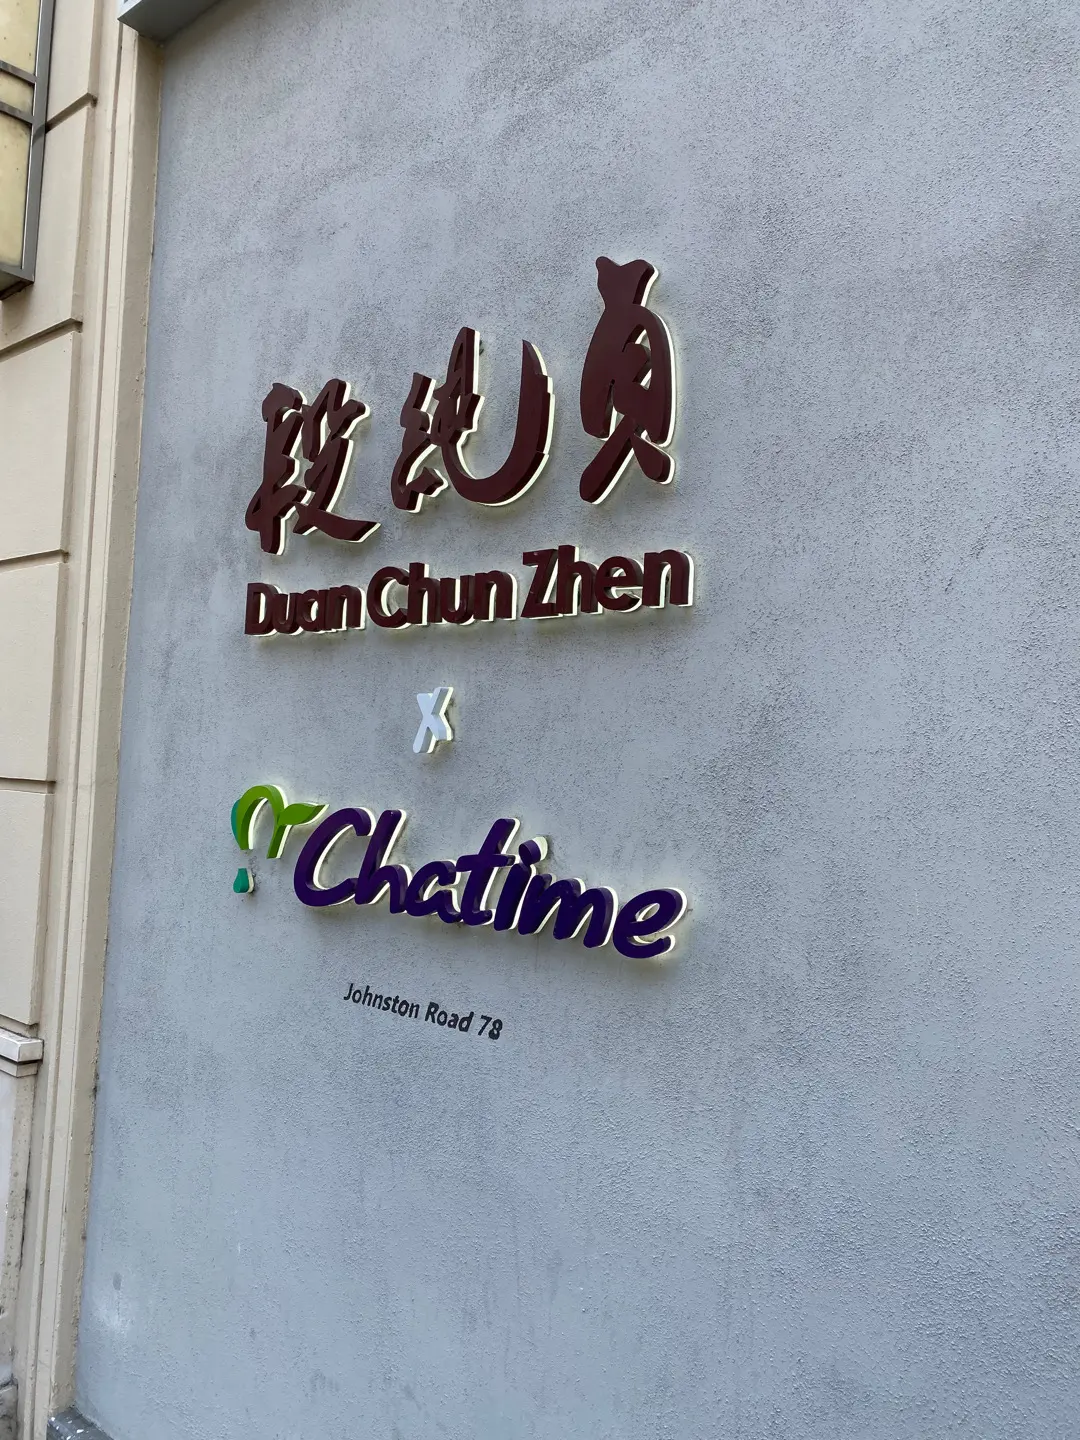 段純貞
Duan Chun Zhen
X
Chatime
Johnston Road 78